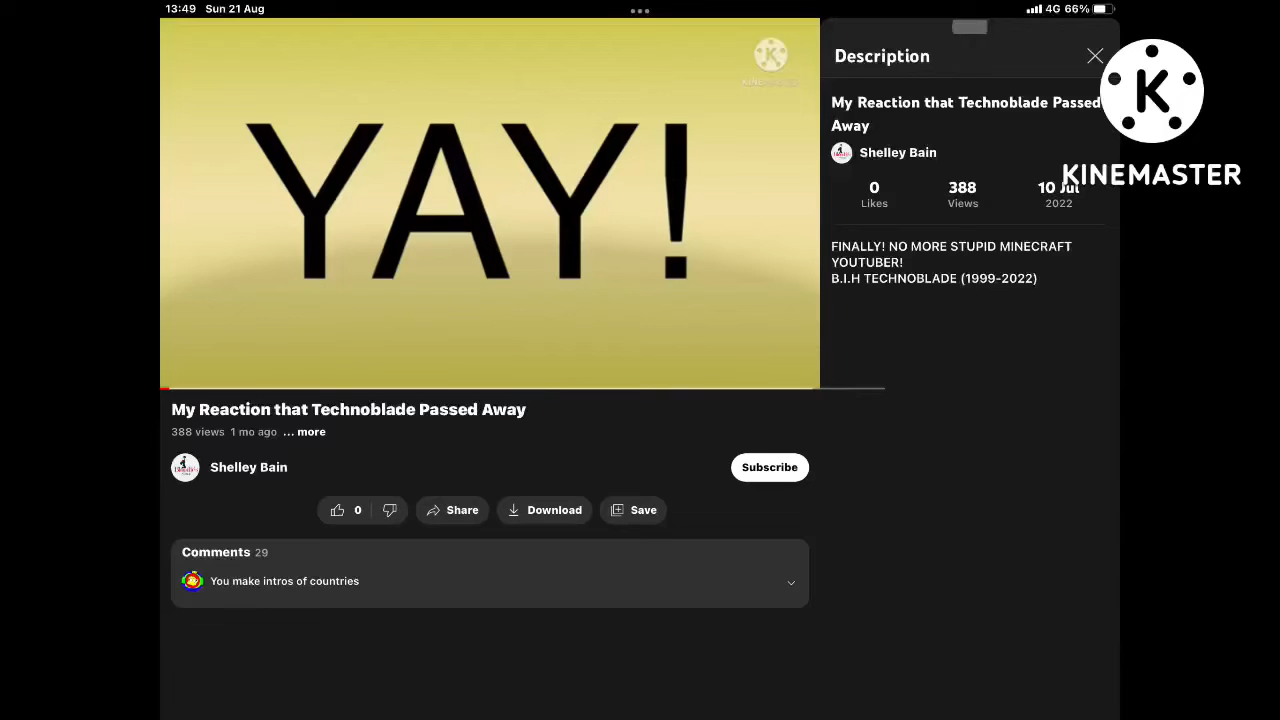 13:49 Sun 21 Aug
4G 66%
YAY!
KINEMASTER
Description
My Reaction that Technoblade Passed
Away
Shelley Bain
0 388 10 Jul
Likes Views 2022
K
KINEMASTER
FINALLY! NO MORE STUPID MINECRAFT
YOUTUBER!
B.I.H TECHNOBLADE (1999-2022)
My Reaction that Technoblade Passed Away
388 views 1 mo ago ... more
Shelley Bain
Subscribe
0 Share Download Save
Comments 29
You make intros of countries